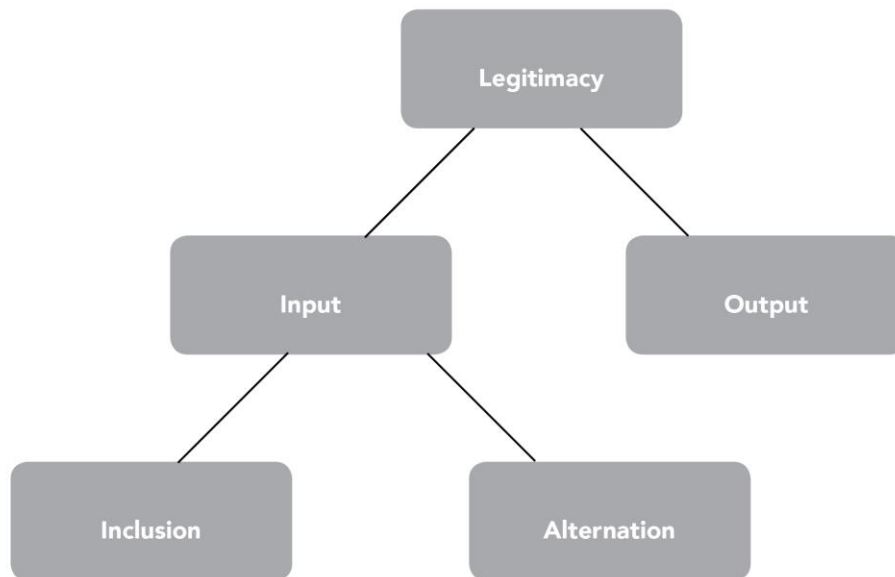 Legitimacy
Input
Output
Inclusion
Alternation